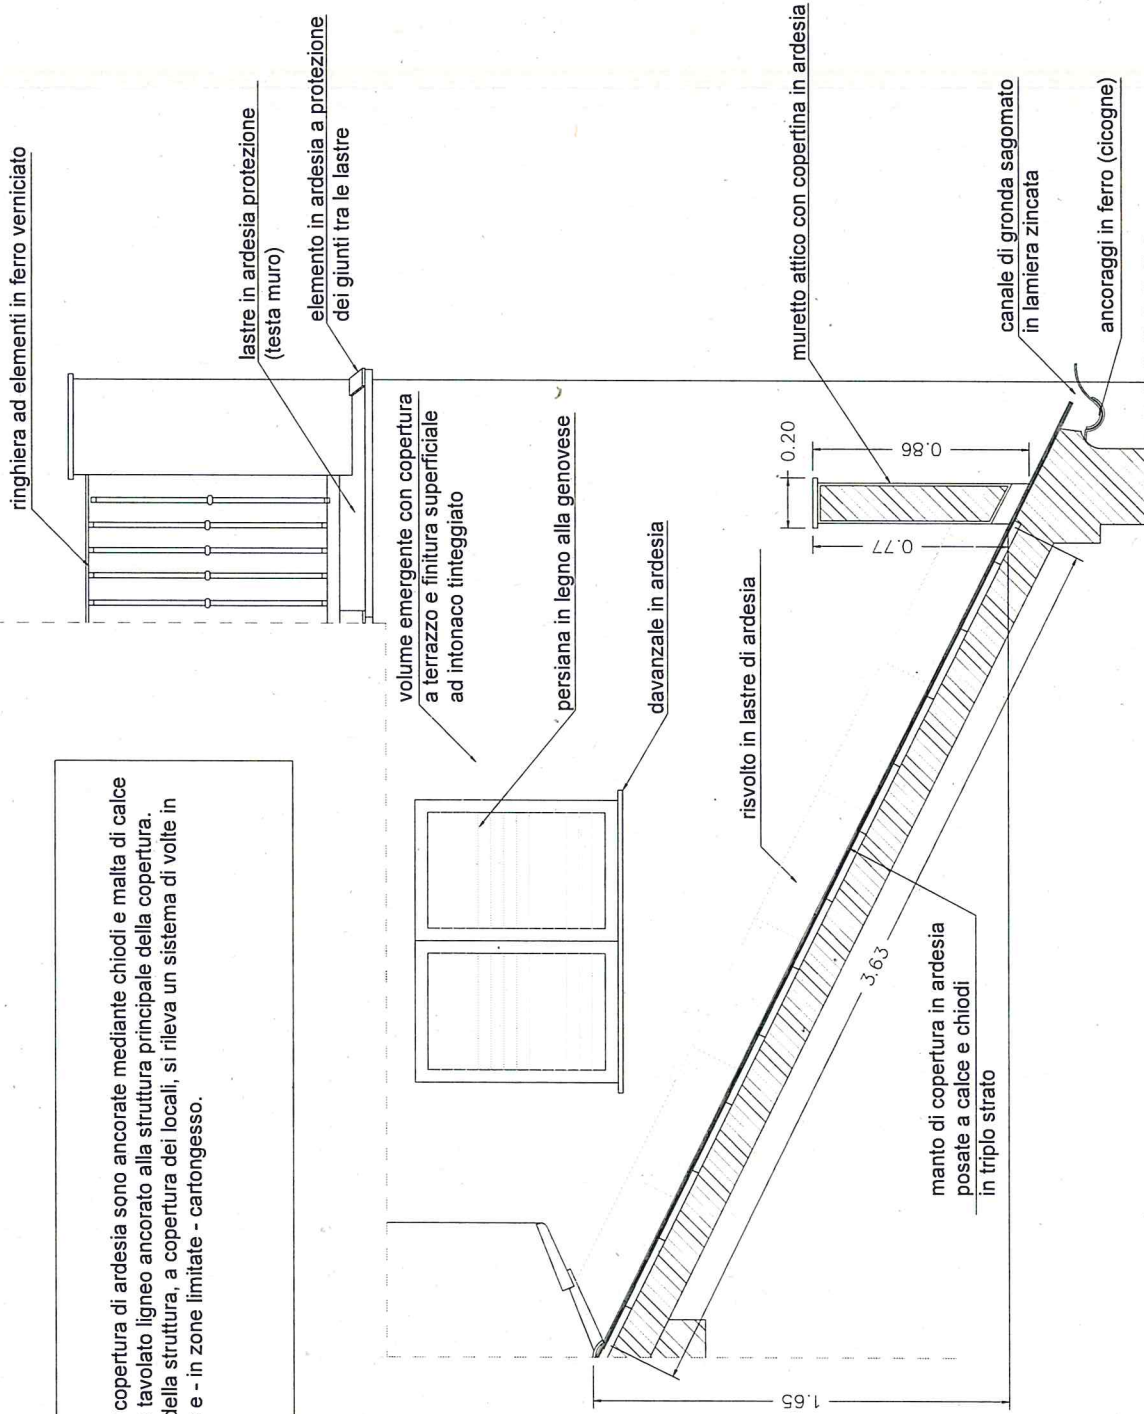 copertura di ardesia sono ancorate mediante chiodi e malta di calce
tavolato ligneo ancorato alla struttura principale della copertura.
della struttura, a copertura dei locali, si rileva un sistema di volte in
e - in zone limitate - cartongesso.
ringhiera ad elementi in ferro verniciato
lastre in ardesia protezione
(testa muro)
elemento in ardesia a protezione
dei giunti tra le lastre
volume emergente con copertura
a terrazzo e finitura superficiale
ad intonaco tinteggiato
persiana in legno alla genovese
davanzale in ardesia
risvolto in lastre di ardesia
muretto attico con copertina in ardesia
canale di gronda sagomato
in lamiera zincata
ancoraggi in ferro (cicogne)
manto di copertura in ardesia
posate a calce e chiodi
in triplo strato
0.20
0.86
0.77
3.63
1.65